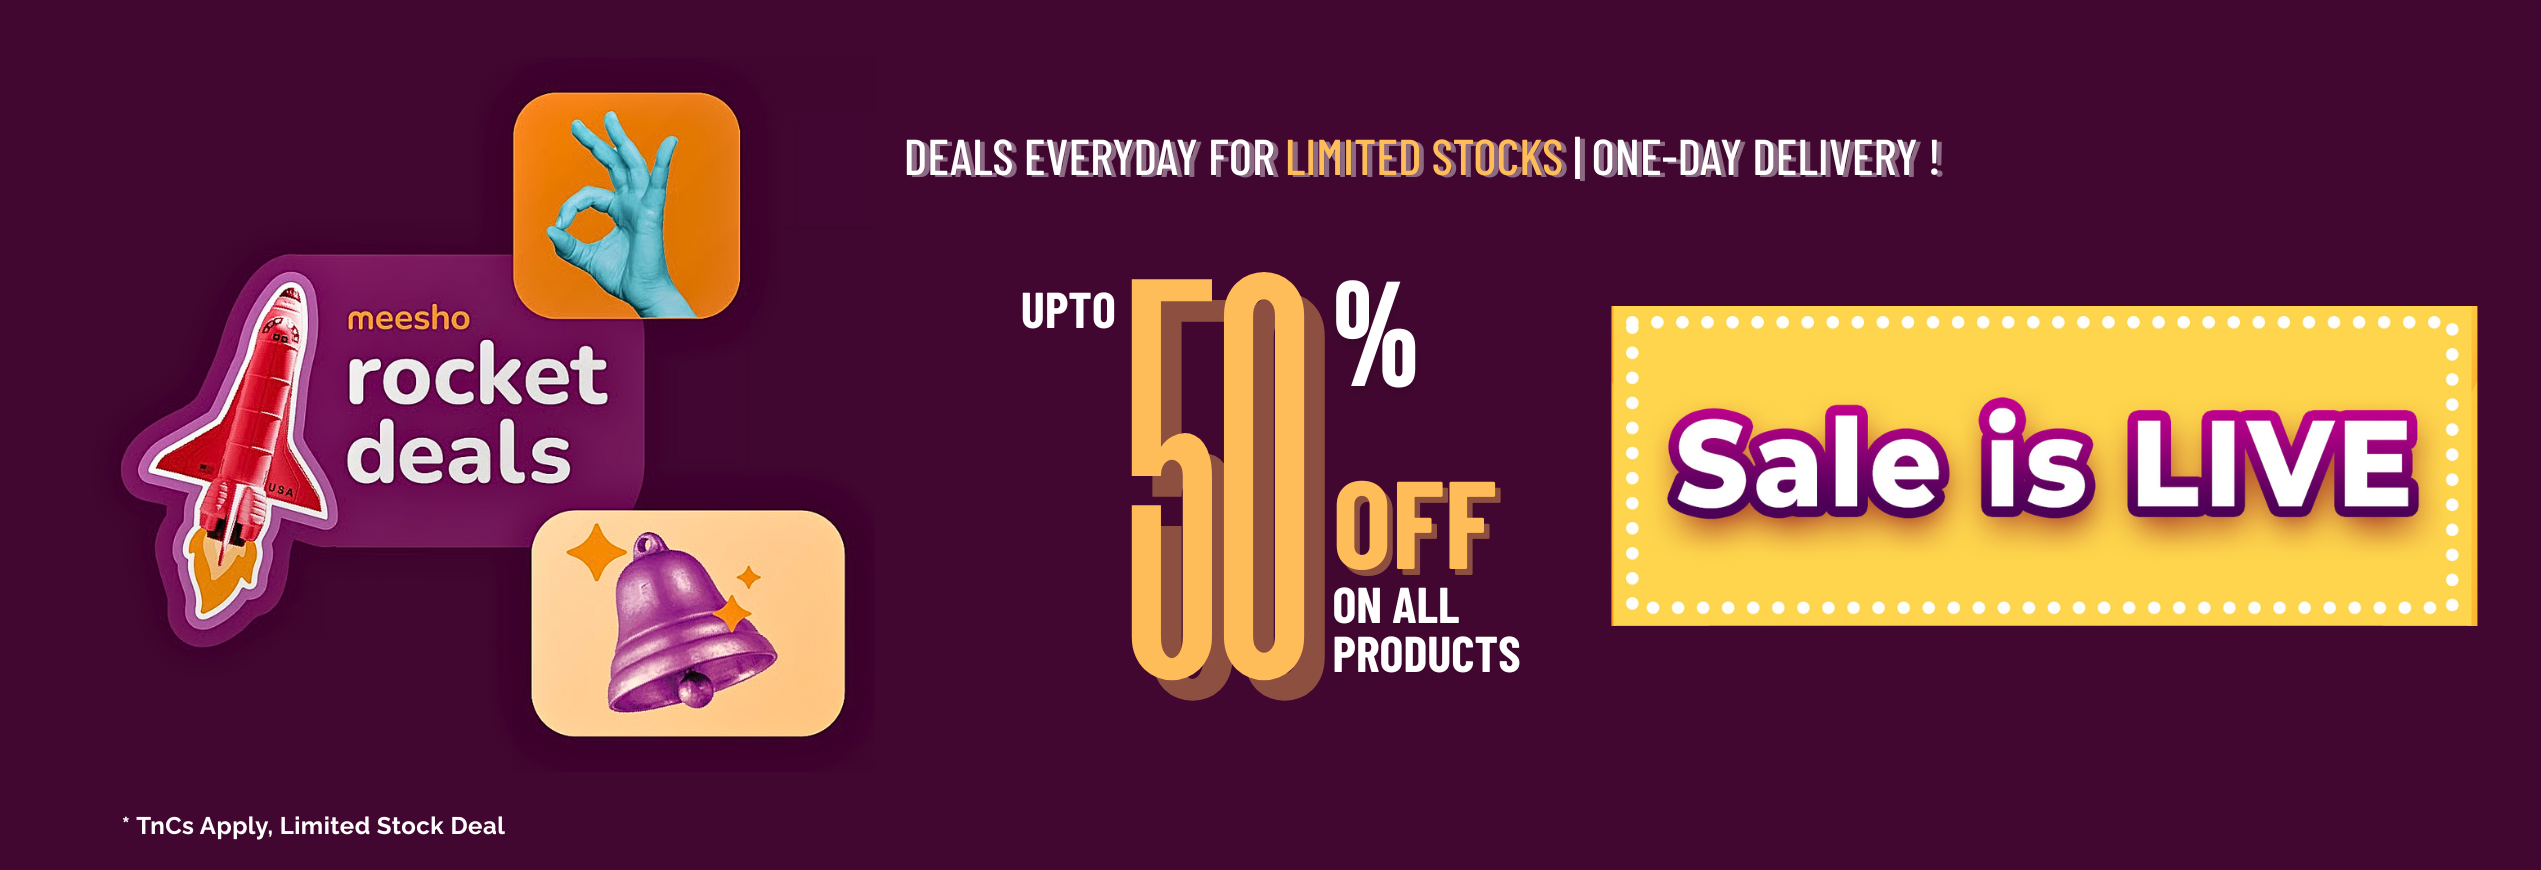 DEALS EVERYDAY FOR LIMITED STOCKS | ONE-DAY DELIVERY !
meesho
rocket
deals
USA
UPTO 50 %
OFF
ON ALL
PRODUCTS
Sale is LIVE
* TnCs Apply, Limited Stock Deal